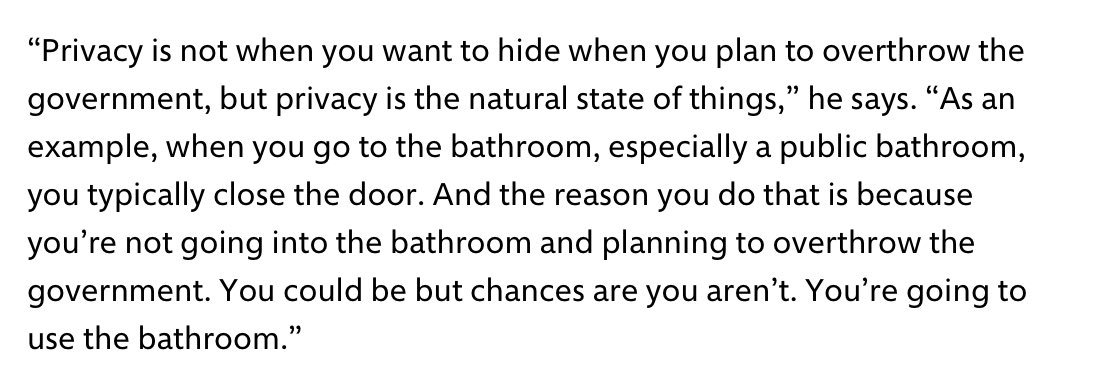 “Privacy is not when you want to hide when you plan to overthrow the
government, but privacy is the natural state of things,” he says. “As an
example, when you go to the bathroom, especially a public bathroom,
you typically close the door. And the reason you do that is because
you’re not going into the bathroom and planning to overthrow the
government. You could be but chances are you aren’t. You’re going to
use the bathroom.”